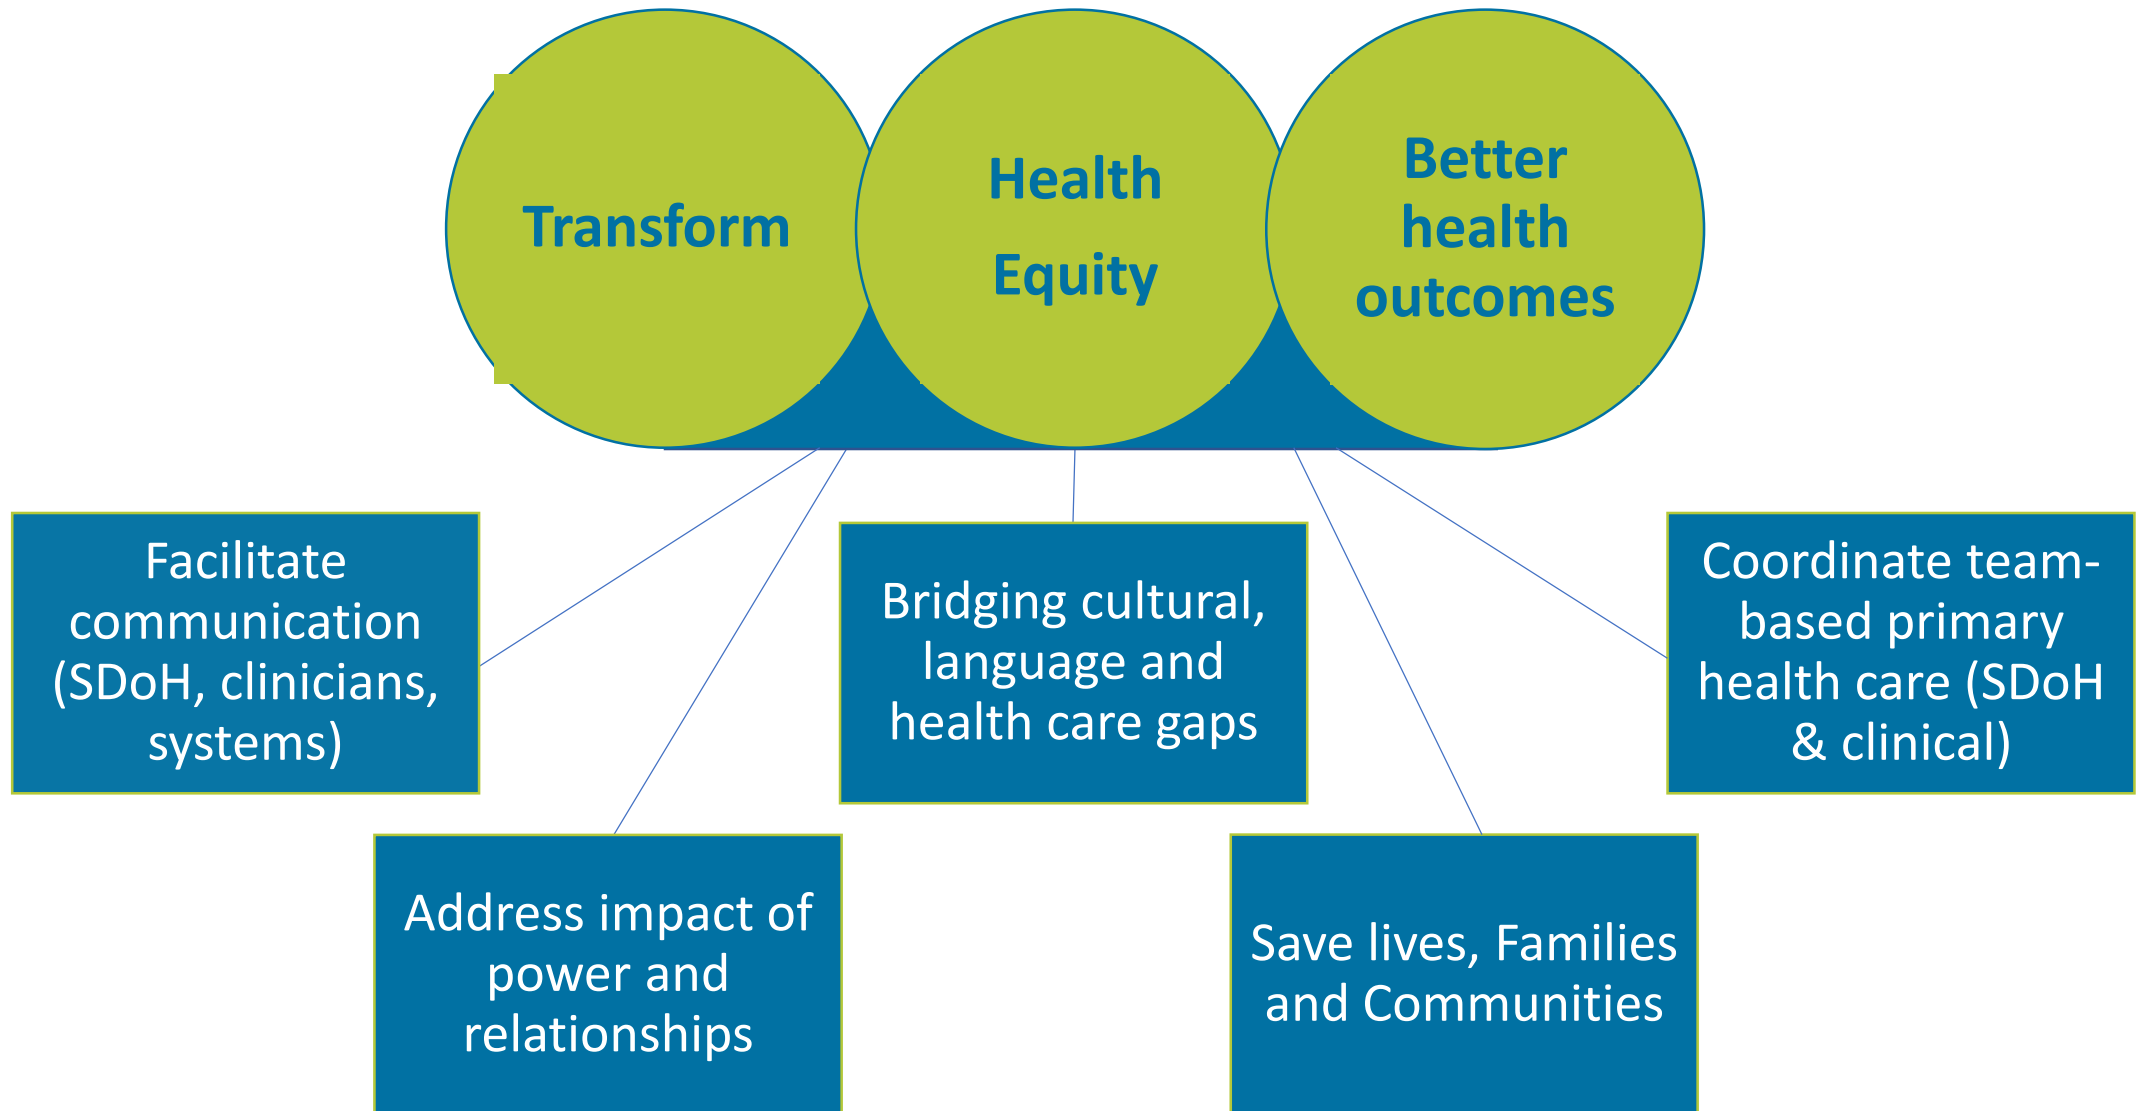 Transform
Health
Equity
Better
health
outcomes
Facilitate
communication
(SDoH, clinicians,
systems)
Bridging cultural,
language and
health care gaps
Coordinate team-
based primary
health care (SDoH
& clinical)
Address impact of
power and
relationships
Save lives, Families
and Communities